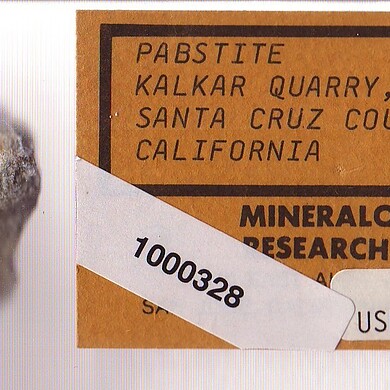 PABSTITE
KALKAR QUARRY,
SANTA CRUZ COU
CALIFORNIA
MINERALO
RESEARCH
1000328
US